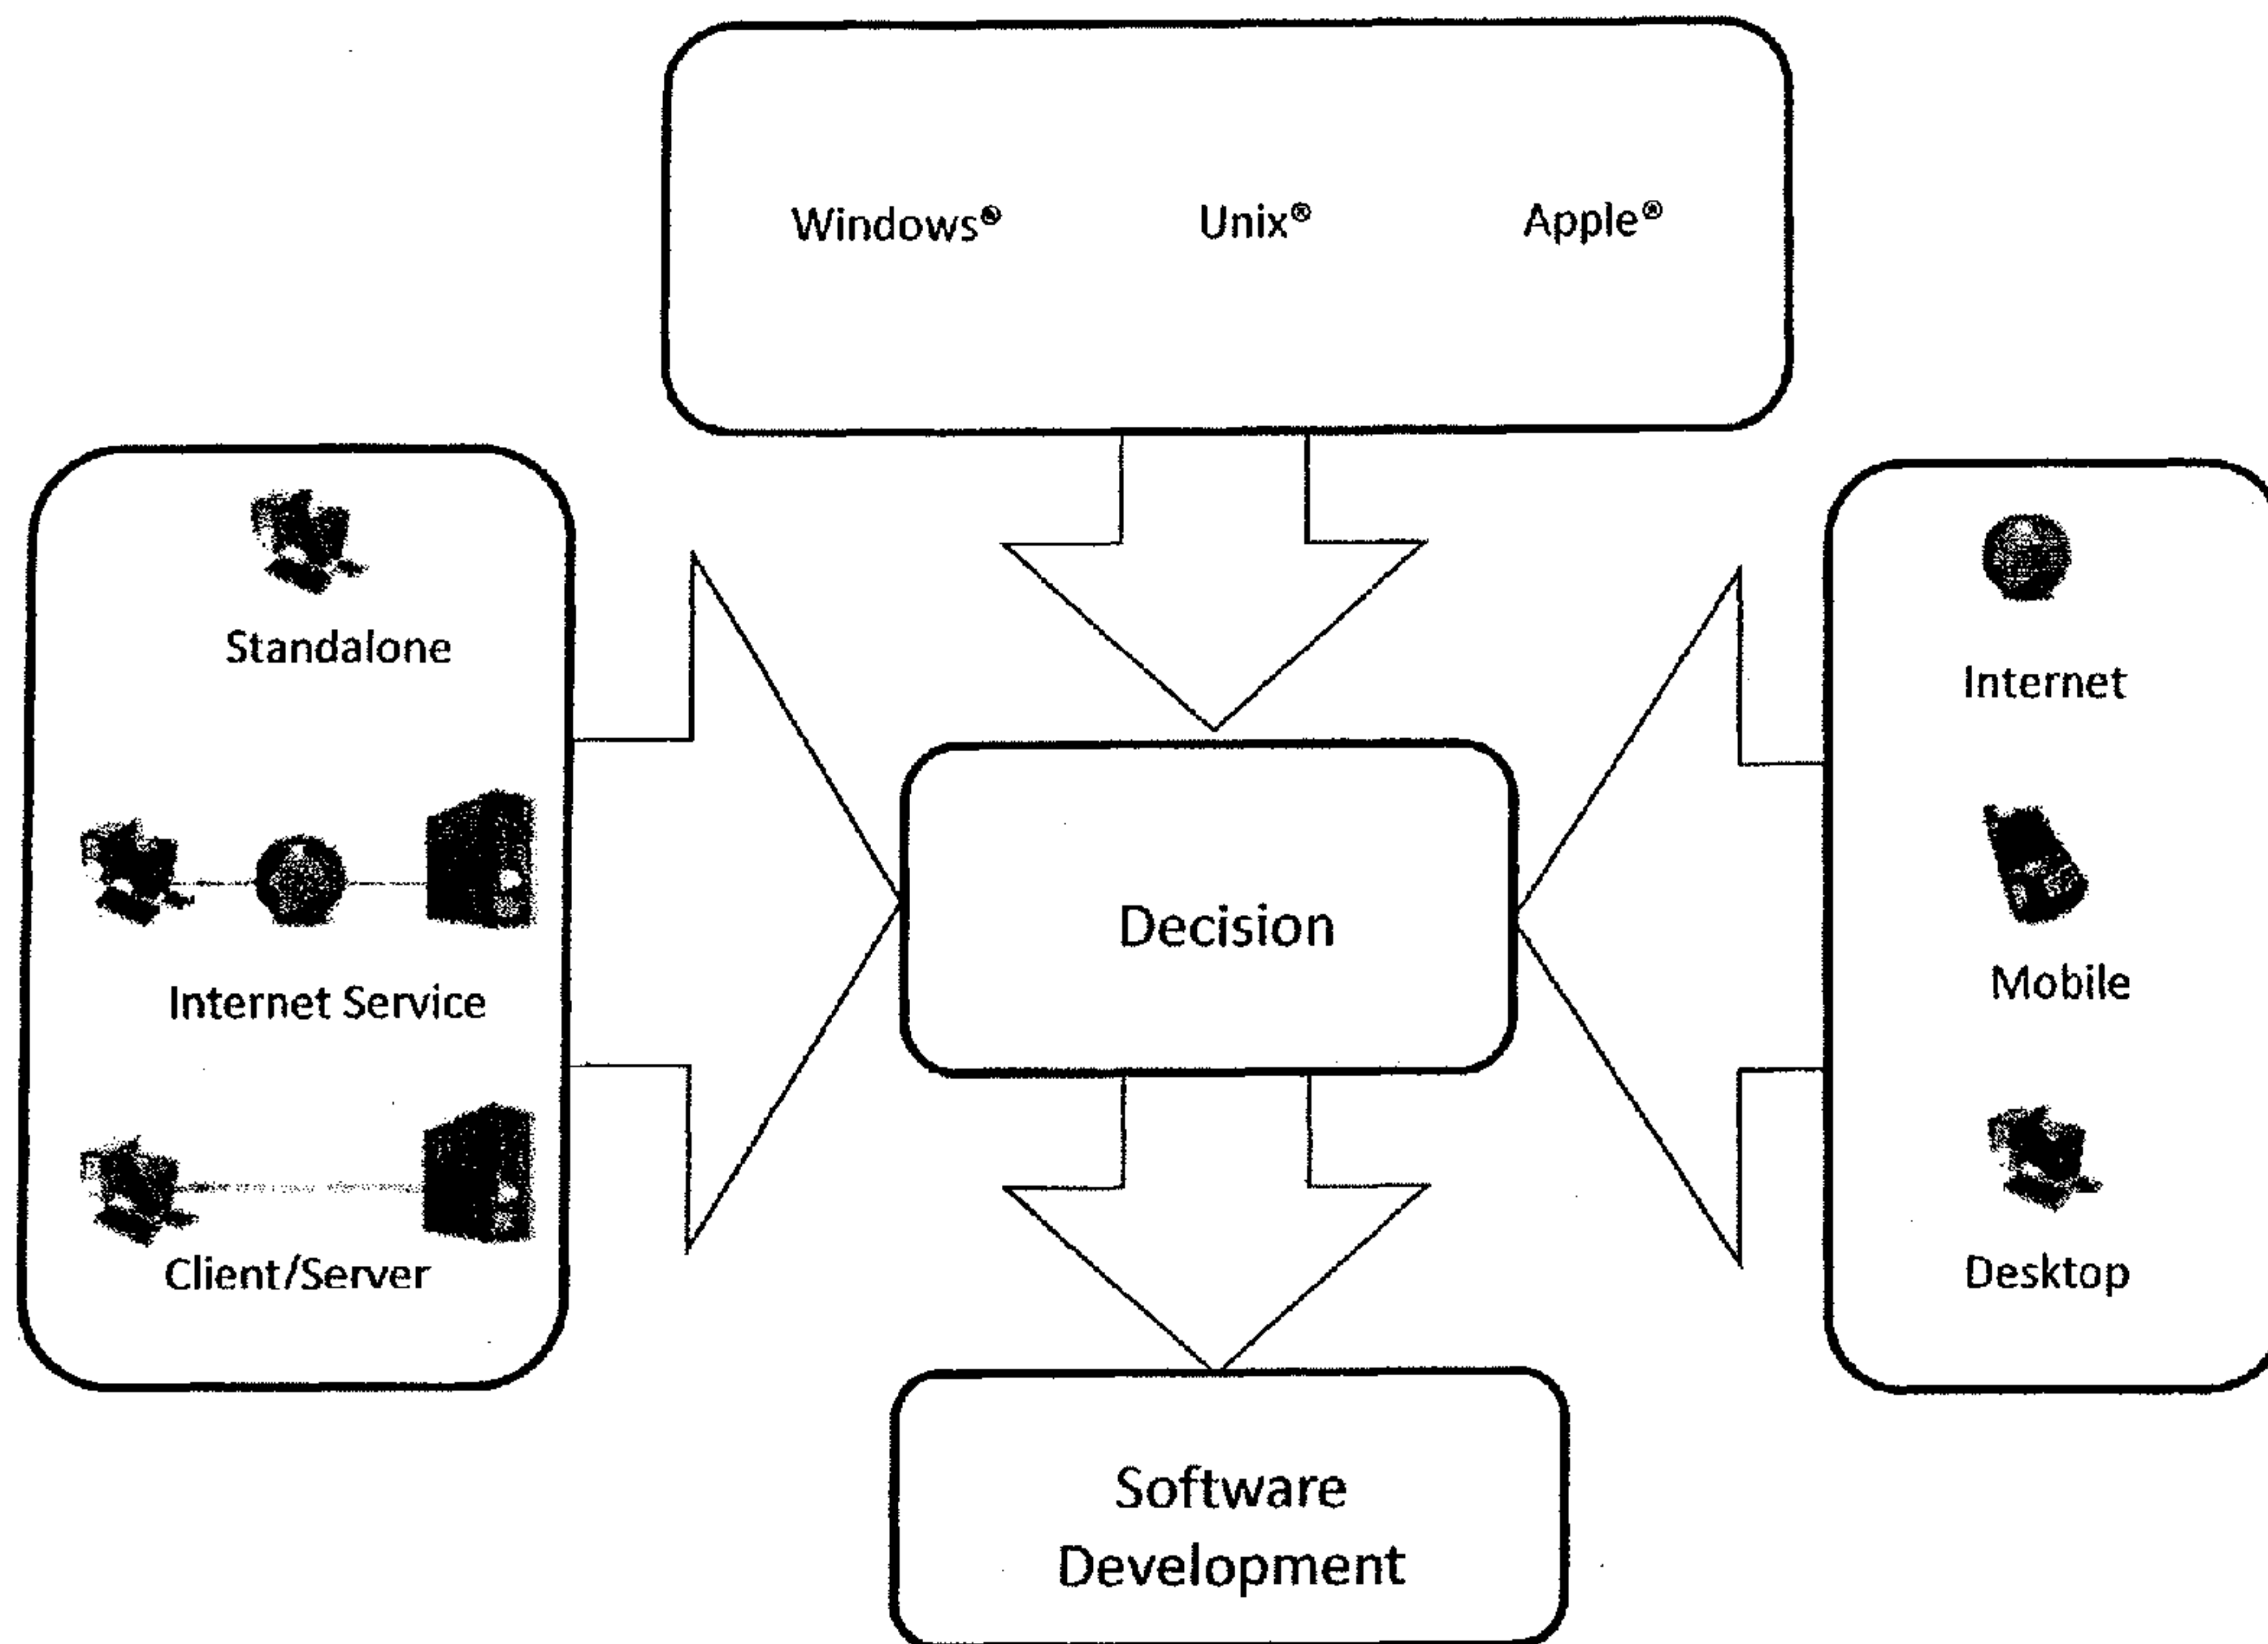 Windows® Unix® Apple®
Standalone
Internet Service
Client/Server
Decision
Internet
Mobile
Desktop
Software
Development